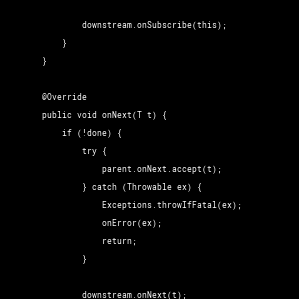 downstream.onSubscribe(this);
}
}
@Override
public void onNext(T t) {
if (!done) {
try {
parent.onNext.accept(t);
} catch (Throwable ex) {
Exceptions.throwIfFatal(ex);
onError(ex);
return;
}
downstream.onNext(t);